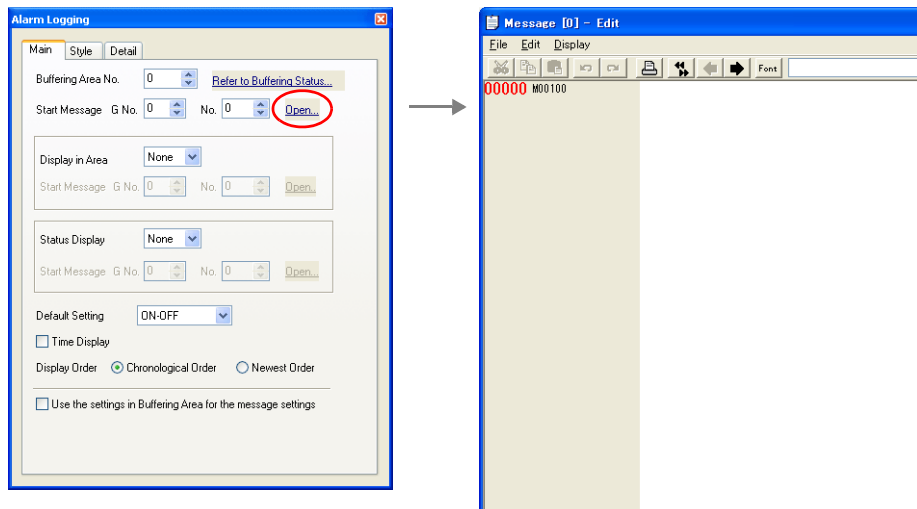 Alarm Logging
Main Style Detail
Buffering Area No. 0 Refer to Buffering Status...
Start Message G No. 0 No. 0 Open...
Display in Area None
Start Message G No. 0 No. 0 Open..
Status Display None
Start Message G No. 0 No. 0 Open...
Default Setting ON-OFF
Time Display
Display Order Chronological Order Newest Order
Use the settings in Buffering Area for the message settings
Message [0] - Edit
File Edit Display
Font
00000 M00100